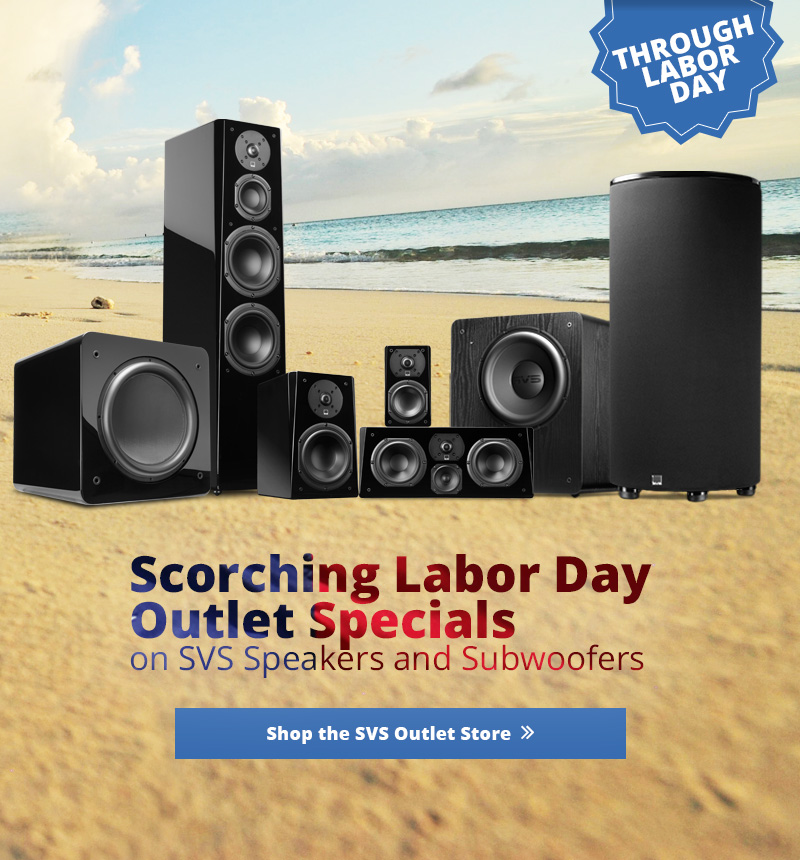 THROUGH
LABOR
DAY
SVS
Scorching Labor Day
Outlet Specials
on SVS Speakers and Subwoofers
Shop the SVS Outlet Store »